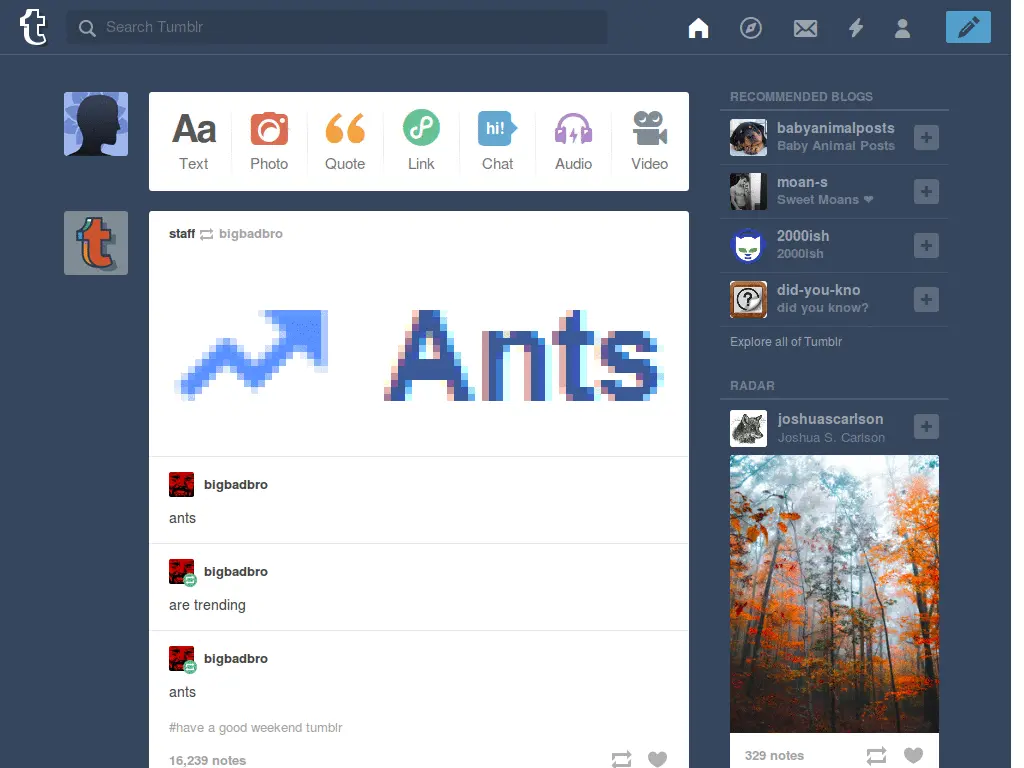 t
Search Tumblr
Aa
hi!
Text
Photo
Quote
Link
Chat
Audio
Video
t
staff bigbadbro
Ants
bigbadbro
ants
bigbadbro
are trending
bigbadbro
ants
#have a good weekend tumblr
16,239 notes
RECOMMENDED BLOGS
babyanimalposts
Baby Animal Posts
moan-s
Sweet Moans ❤
2000ish
2000ish
did-you-kno
did you know?
Explore all of Tumblr
RADAR
joshuascarlson
Joshua S. Carlson
329 notes